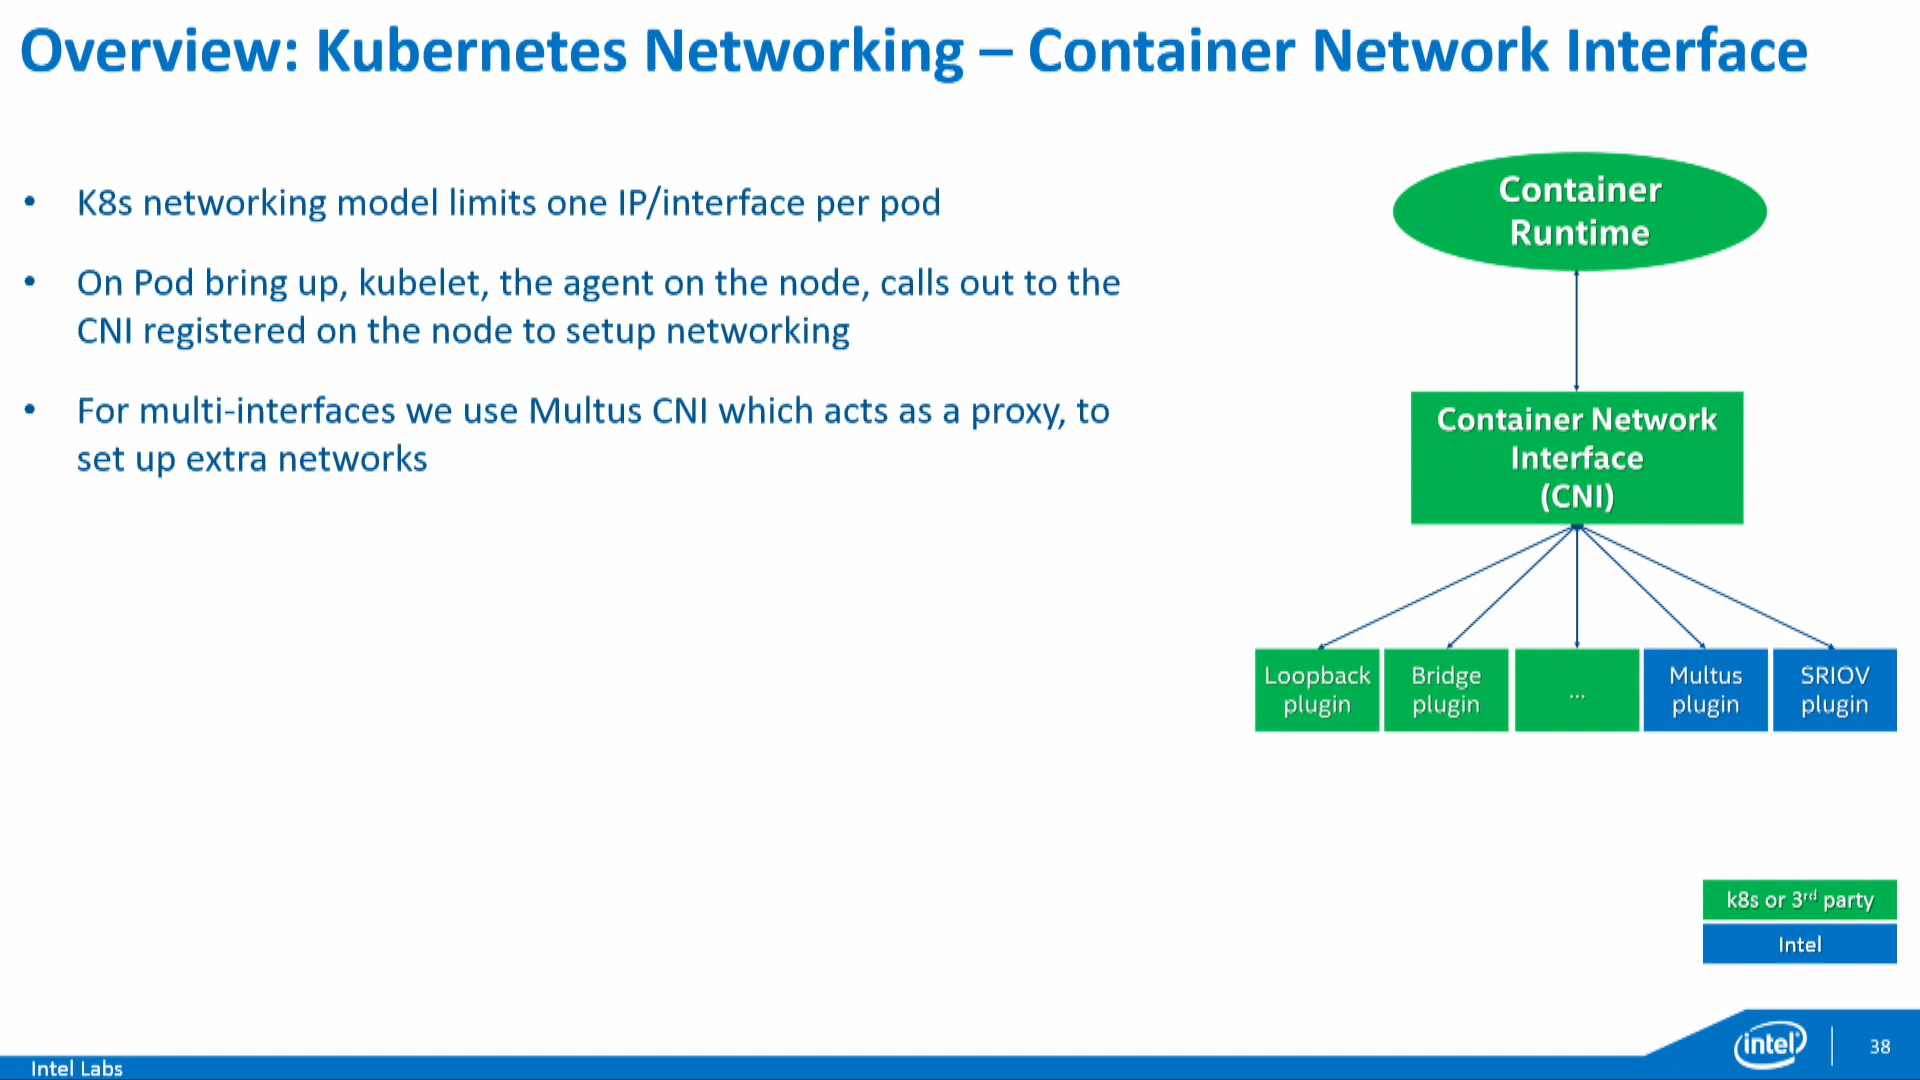 Overview: Kubernetes Networking – Container Network Interface
• K8s networking model limits one IP/interface per pod
• On Pod bring up, kubelet, the agent on the node, calls out to the
CNI registered on the node to setup networking
• For multi-interfaces we use Multus CNI which acts as a proxy, to
set up extra networks
Container
Runtime
Container Network
Interface
(CNI)
Loopback
plugin
Bridge
plugin
...
Multus
plugin
SRIOV
plugin
k8s or 3rd party
Intel
Intel Labs
intel
38